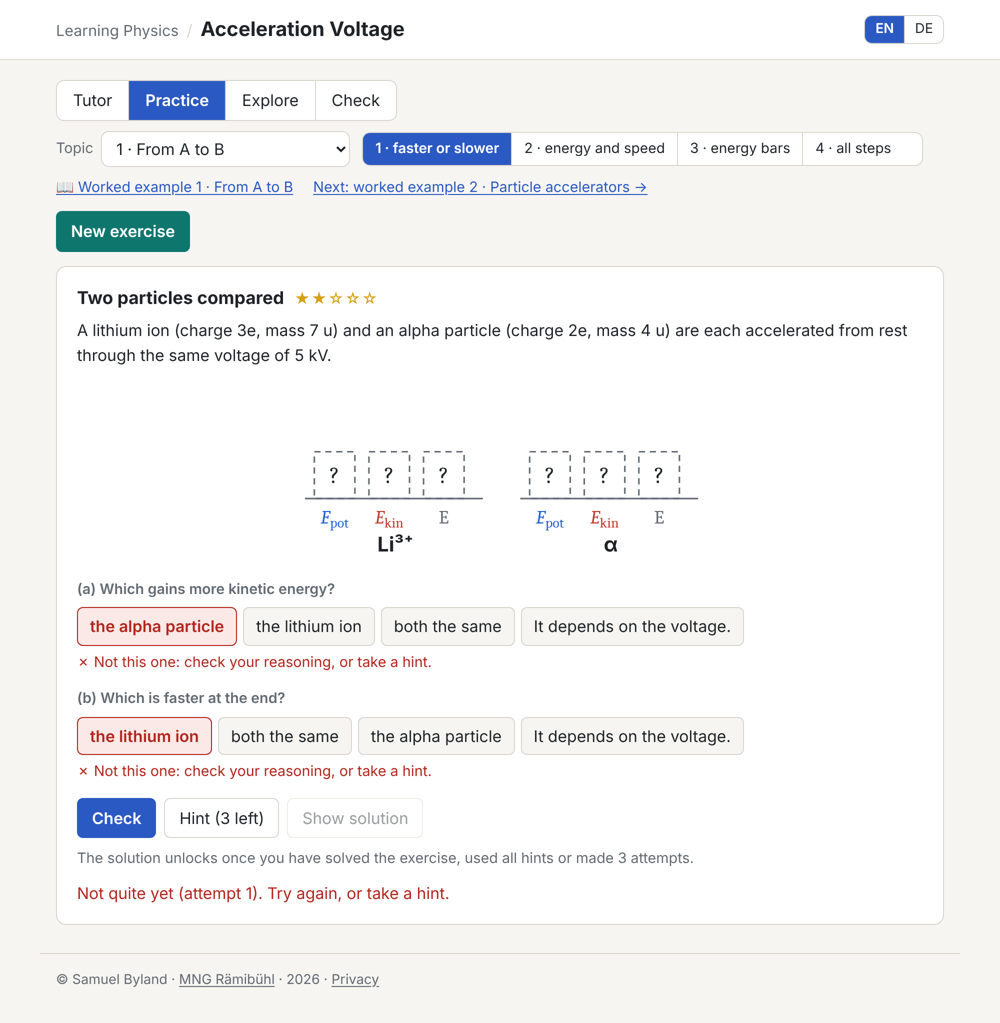 Learning Physics / Acceleration Voltage
EN DE
Tutor Practice Explore Check
Topic 1 · From A to B 1 · faster or slower 2 · energy and speed 3 · energy bars 4 · all steps
📖 Worked example 1 · From A to B Next: worked example 2 · Particle accelerators →
New exercise
Two particles compared ★★☆☆☆
A lithium ion (charge 3e, mass 7 u) and an alpha particle (charge 2e, mass 4 u) are each accelerated from rest
through the same voltage of 5 kV.
? ? ? ? ? ?
Epot Ekin E Epot Ekin E
Li³⁺ α
(a) Which gains more kinetic energy?
the alpha particle the lithium ion both the same It depends on the voltage.
× Not this one: check your reasoning, or take a hint.
(b) Which is faster at the end?
the lithium ion both the same the alpha particle It depends on the voltage.
× Not this one: check your reasoning, or take a hint.
Check Hint (3 left) Show solution
The solution unlocks once you have solved the exercise, used all hints or made 3 attempts.
Not quite yet (attempt 1). Try again, or take a hint.
© Samuel Byland · MNG Rämibühl · 2026 · Privacy